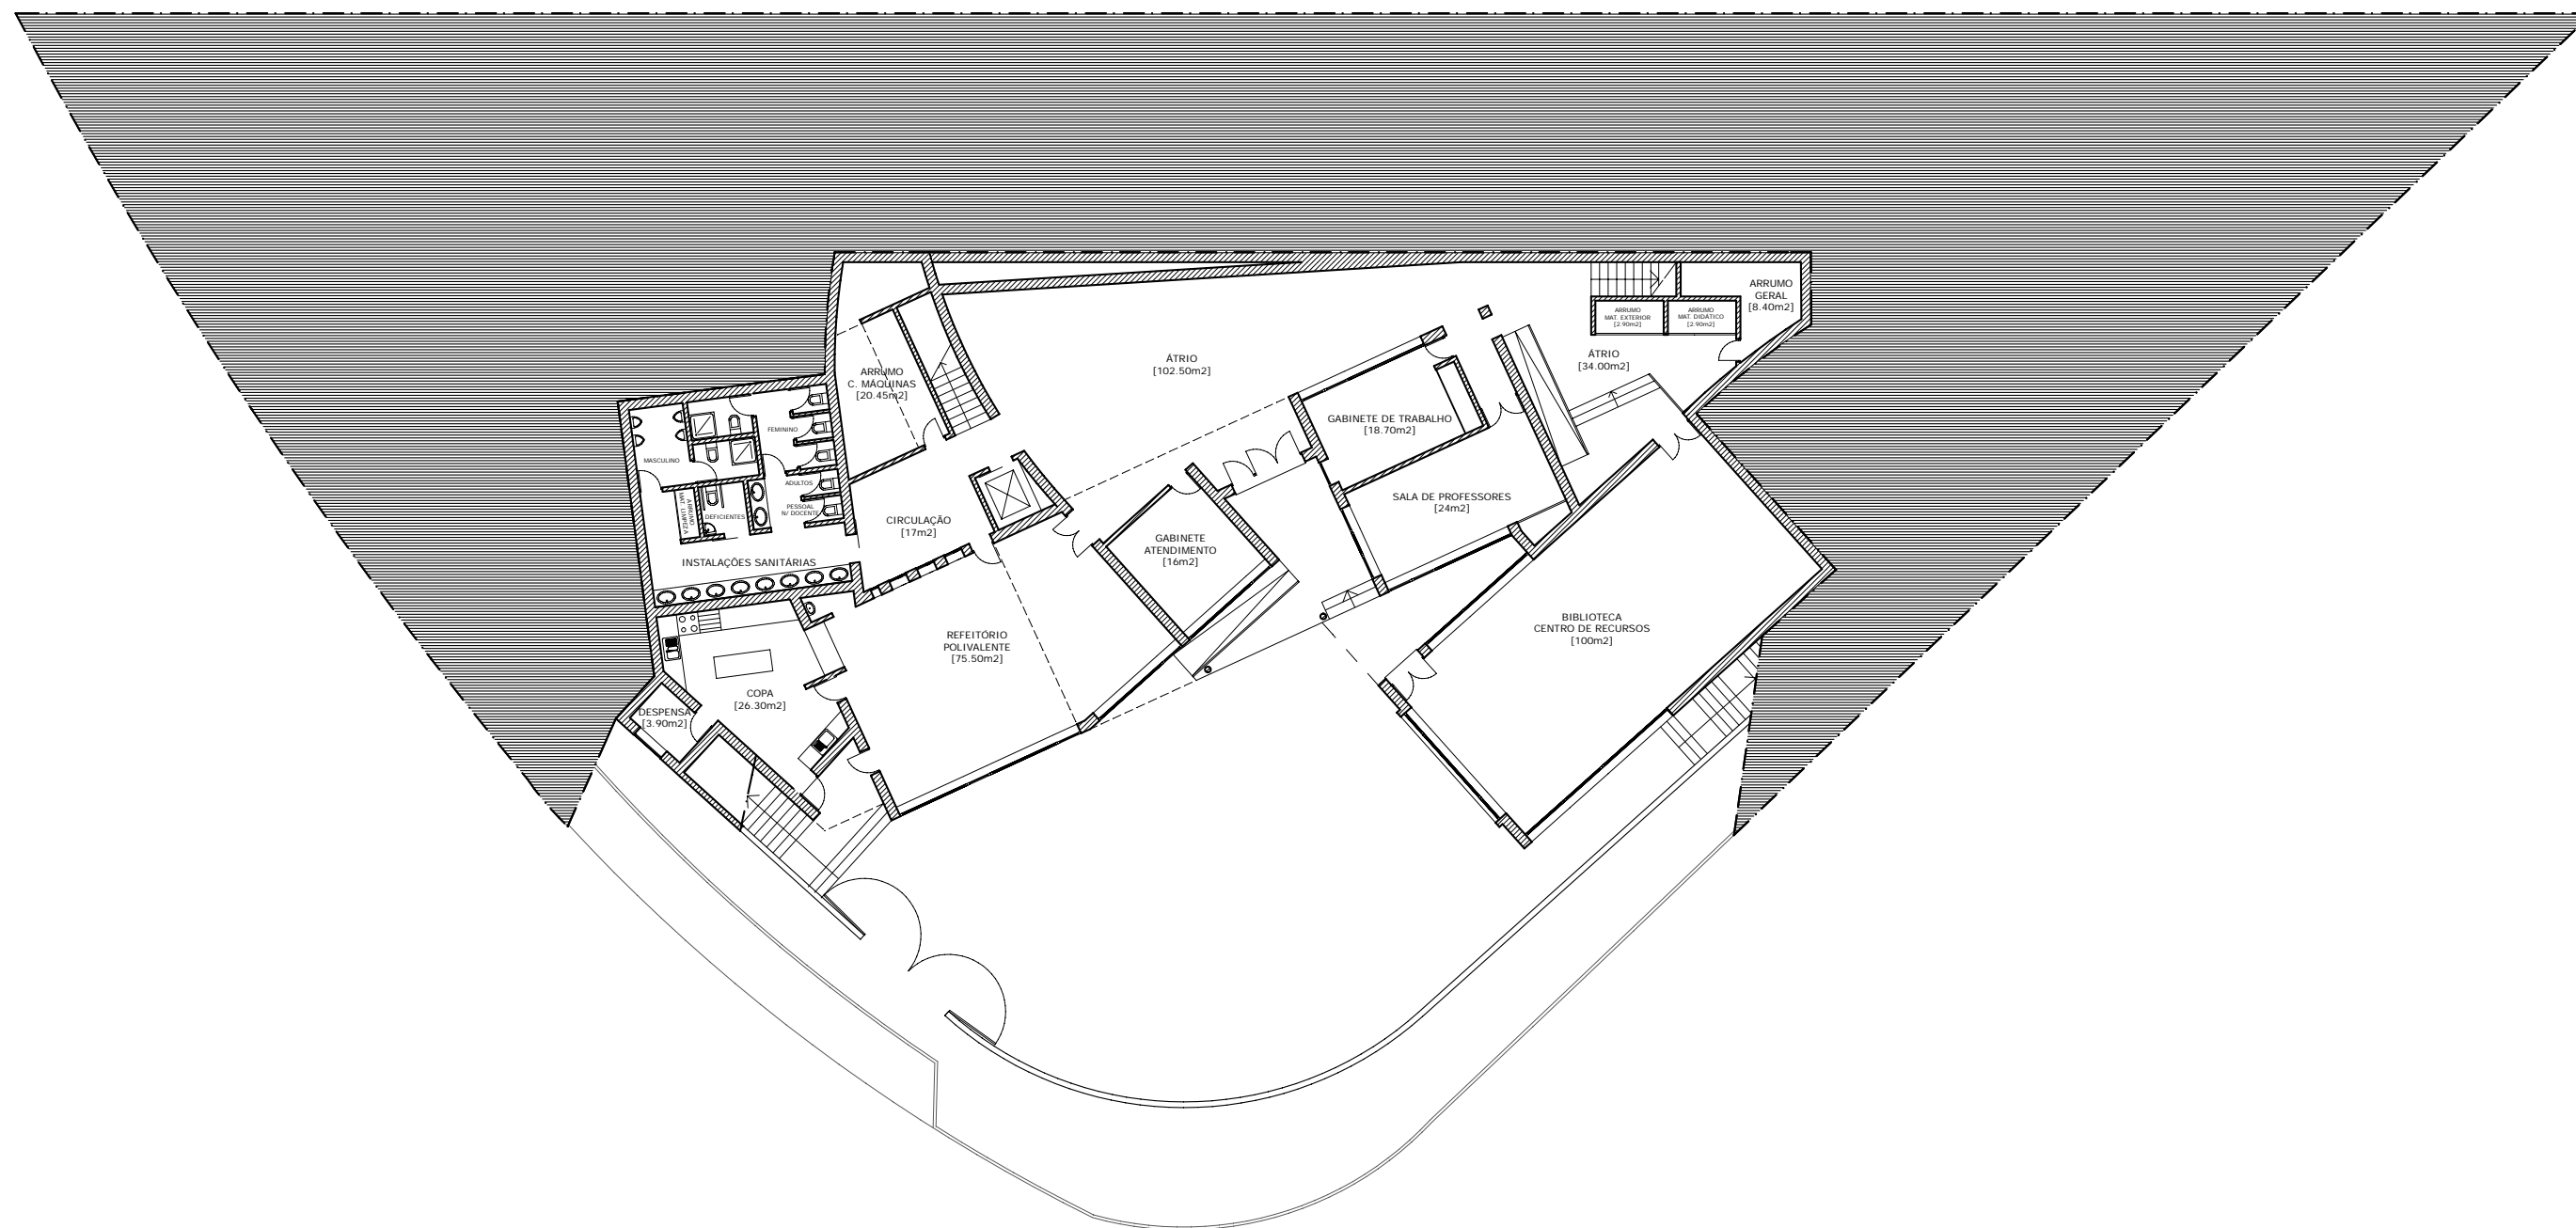 ARRUMO
GERAL
[8.40m2]
ARRUMO
MAT. EXTERIOR
[2.90m2]
ARRUMO
MAT. DIDÁTICO
[2.90m2]
ÁTRIO
[102.50m2]
ÁTRIO
[34.00m2]
ARRUMO
C. MÁQUINAS
[20.45m2]
GABINETE DE TRABALHO
[18.70m2]
FEMININO
MASCULINO
ADULTOS
PESSOAL
N/ DOCENTE
ARRUMO
MAT. LIMPEZA
DEFICIENTES
SALA DE PROFESSORES
[24m2]
CIRCULAÇÃO
[17m2]
GABINETE
ATENDIMENTO
[16m2]
INSTALAÇÕES SANITÁRIAS
BIBLIOTECA
CENTRO DE RECURSOS
[100m2]
REFEITÓRIO
POLIVALENTE
[75.50m2]
COPA
[26.30m2]
DESPENSA
[3.90m2]